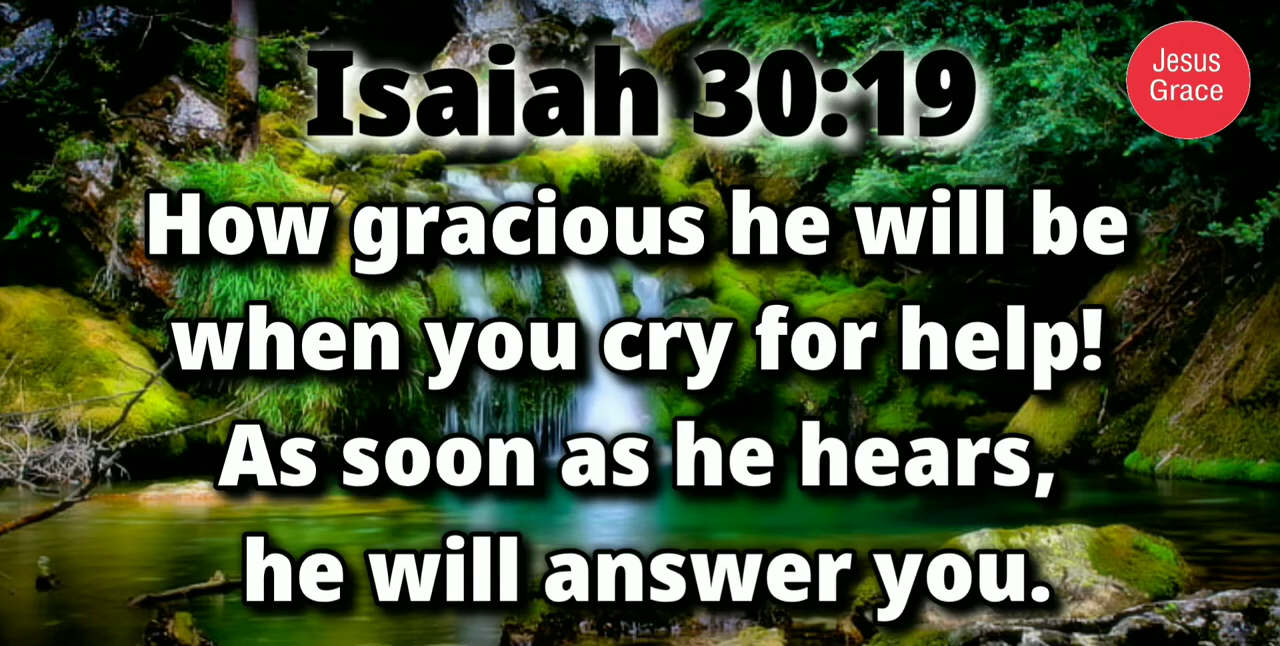 Isaiah 30:19
Jesus
Grace
How gracious he will be
when you cry for help!
As soon as he hears,
he will answer you.